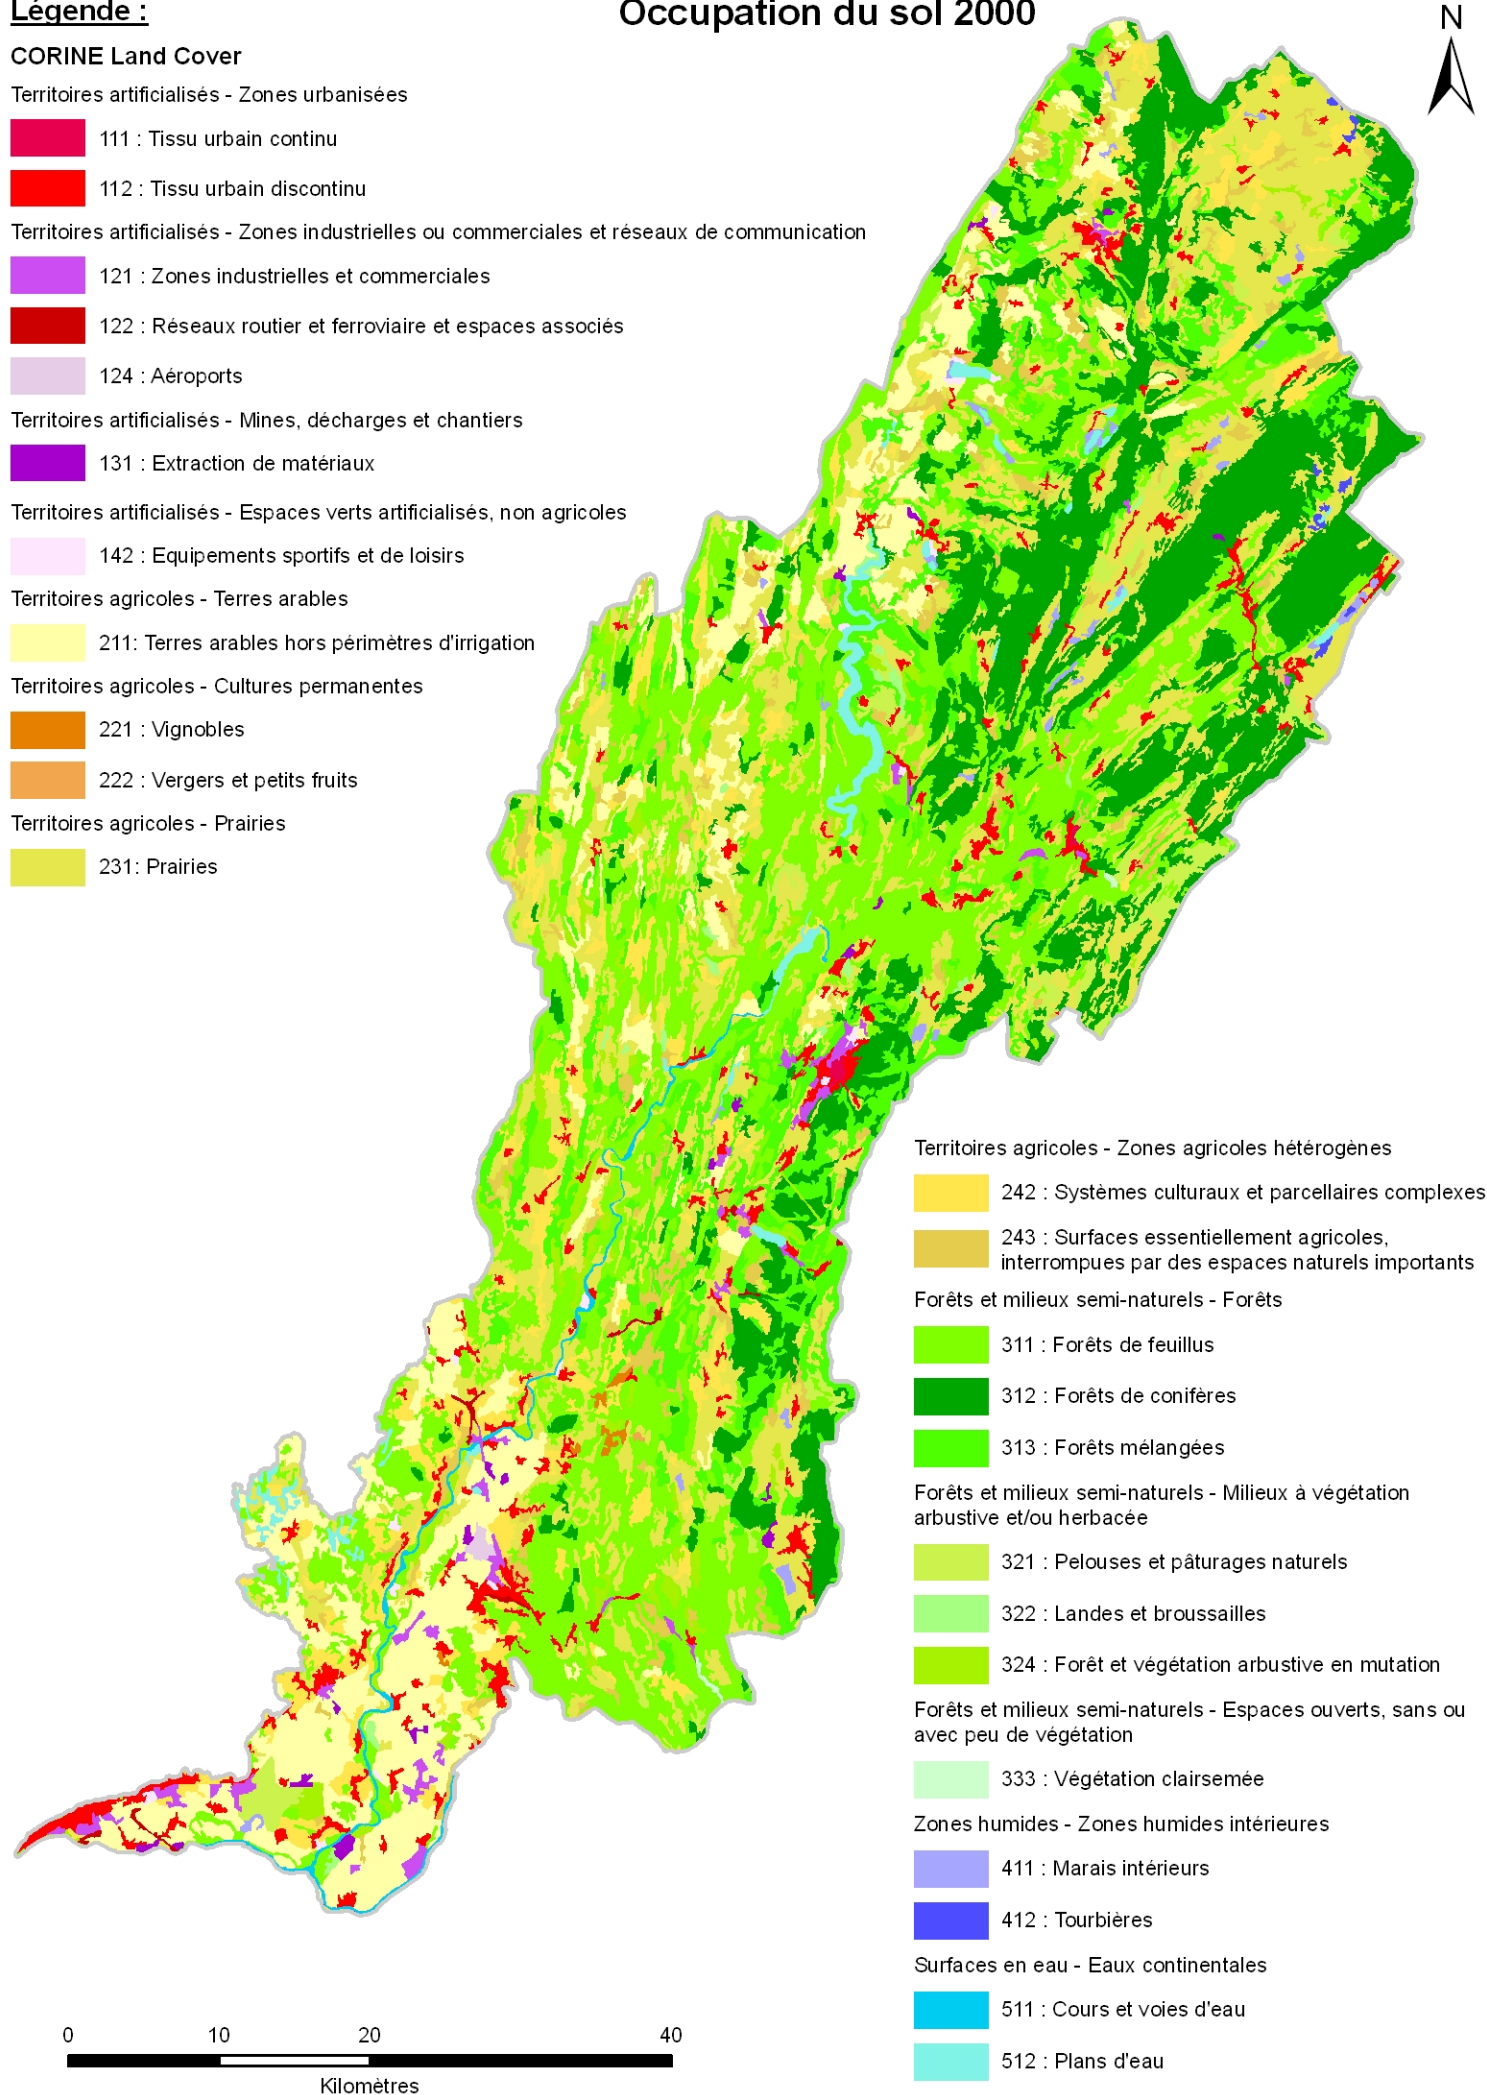 Légende :
Occupation du sol 2000
N
CORINE Land Cover
Territoires artificialisés - Zones urbanisées
111 : Tissu urbain continu
112 : Tissu urbain discontinu
Territoires artificialisés - Zones industrielles ou commerciales et réseaux de communication
121 : Zones industrielles et commerciales
122 : Réseaux routier et ferroviaire et espaces associés
124 : Aéroports
Territoires artificialisés - Mines, décharges et chantiers
131 : Extraction de matériaux
Territoires artificialisés - Espaces verts artificialisés, non agricoles
142 : Equipements sportifs et de loisirs
Territoires agricoles - Terres arables
211: Terres arables hors périmètres d'irrigation
Territoires agricoles - Cultures permanentes
221 : Vignobles
222 : Vergers et petits fruits
Territoires agricoles - Prairies
231: Prairies
Territoires agricoles - Zones agricoles hétérogènes
242 : Systèmes culturaux et parcellaires complexes
243 : Surfaces essentiellement agricoles,
interrompues par des espaces naturels importants
Forêts et milieux semi-naturels - Forêts
311 : Forêts de feuillus
312 : Forêts de conifères
313 : Forêts mélangées
Forêts et milieux semi-naturels - Milieux à végétation
arbustive et/ou herbacée
321 : Pelouses et pâturages naturels
322 : Landes et broussailles
324 : Forêt et végétation arbustive en mutation
Forêts et milieux semi-naturels - Espaces ouverts, sans ou
avec peu de végétation
333 : Végétation clairsemée
Zones humides - Zones humides intérieures
411 : Marais intérieurs
412 : Tourbières
Surfaces en eau - Eaux continentales
511 : Cours et voies d'eau
512 : Plans d'eau
0 10 20 40
Kilomètres